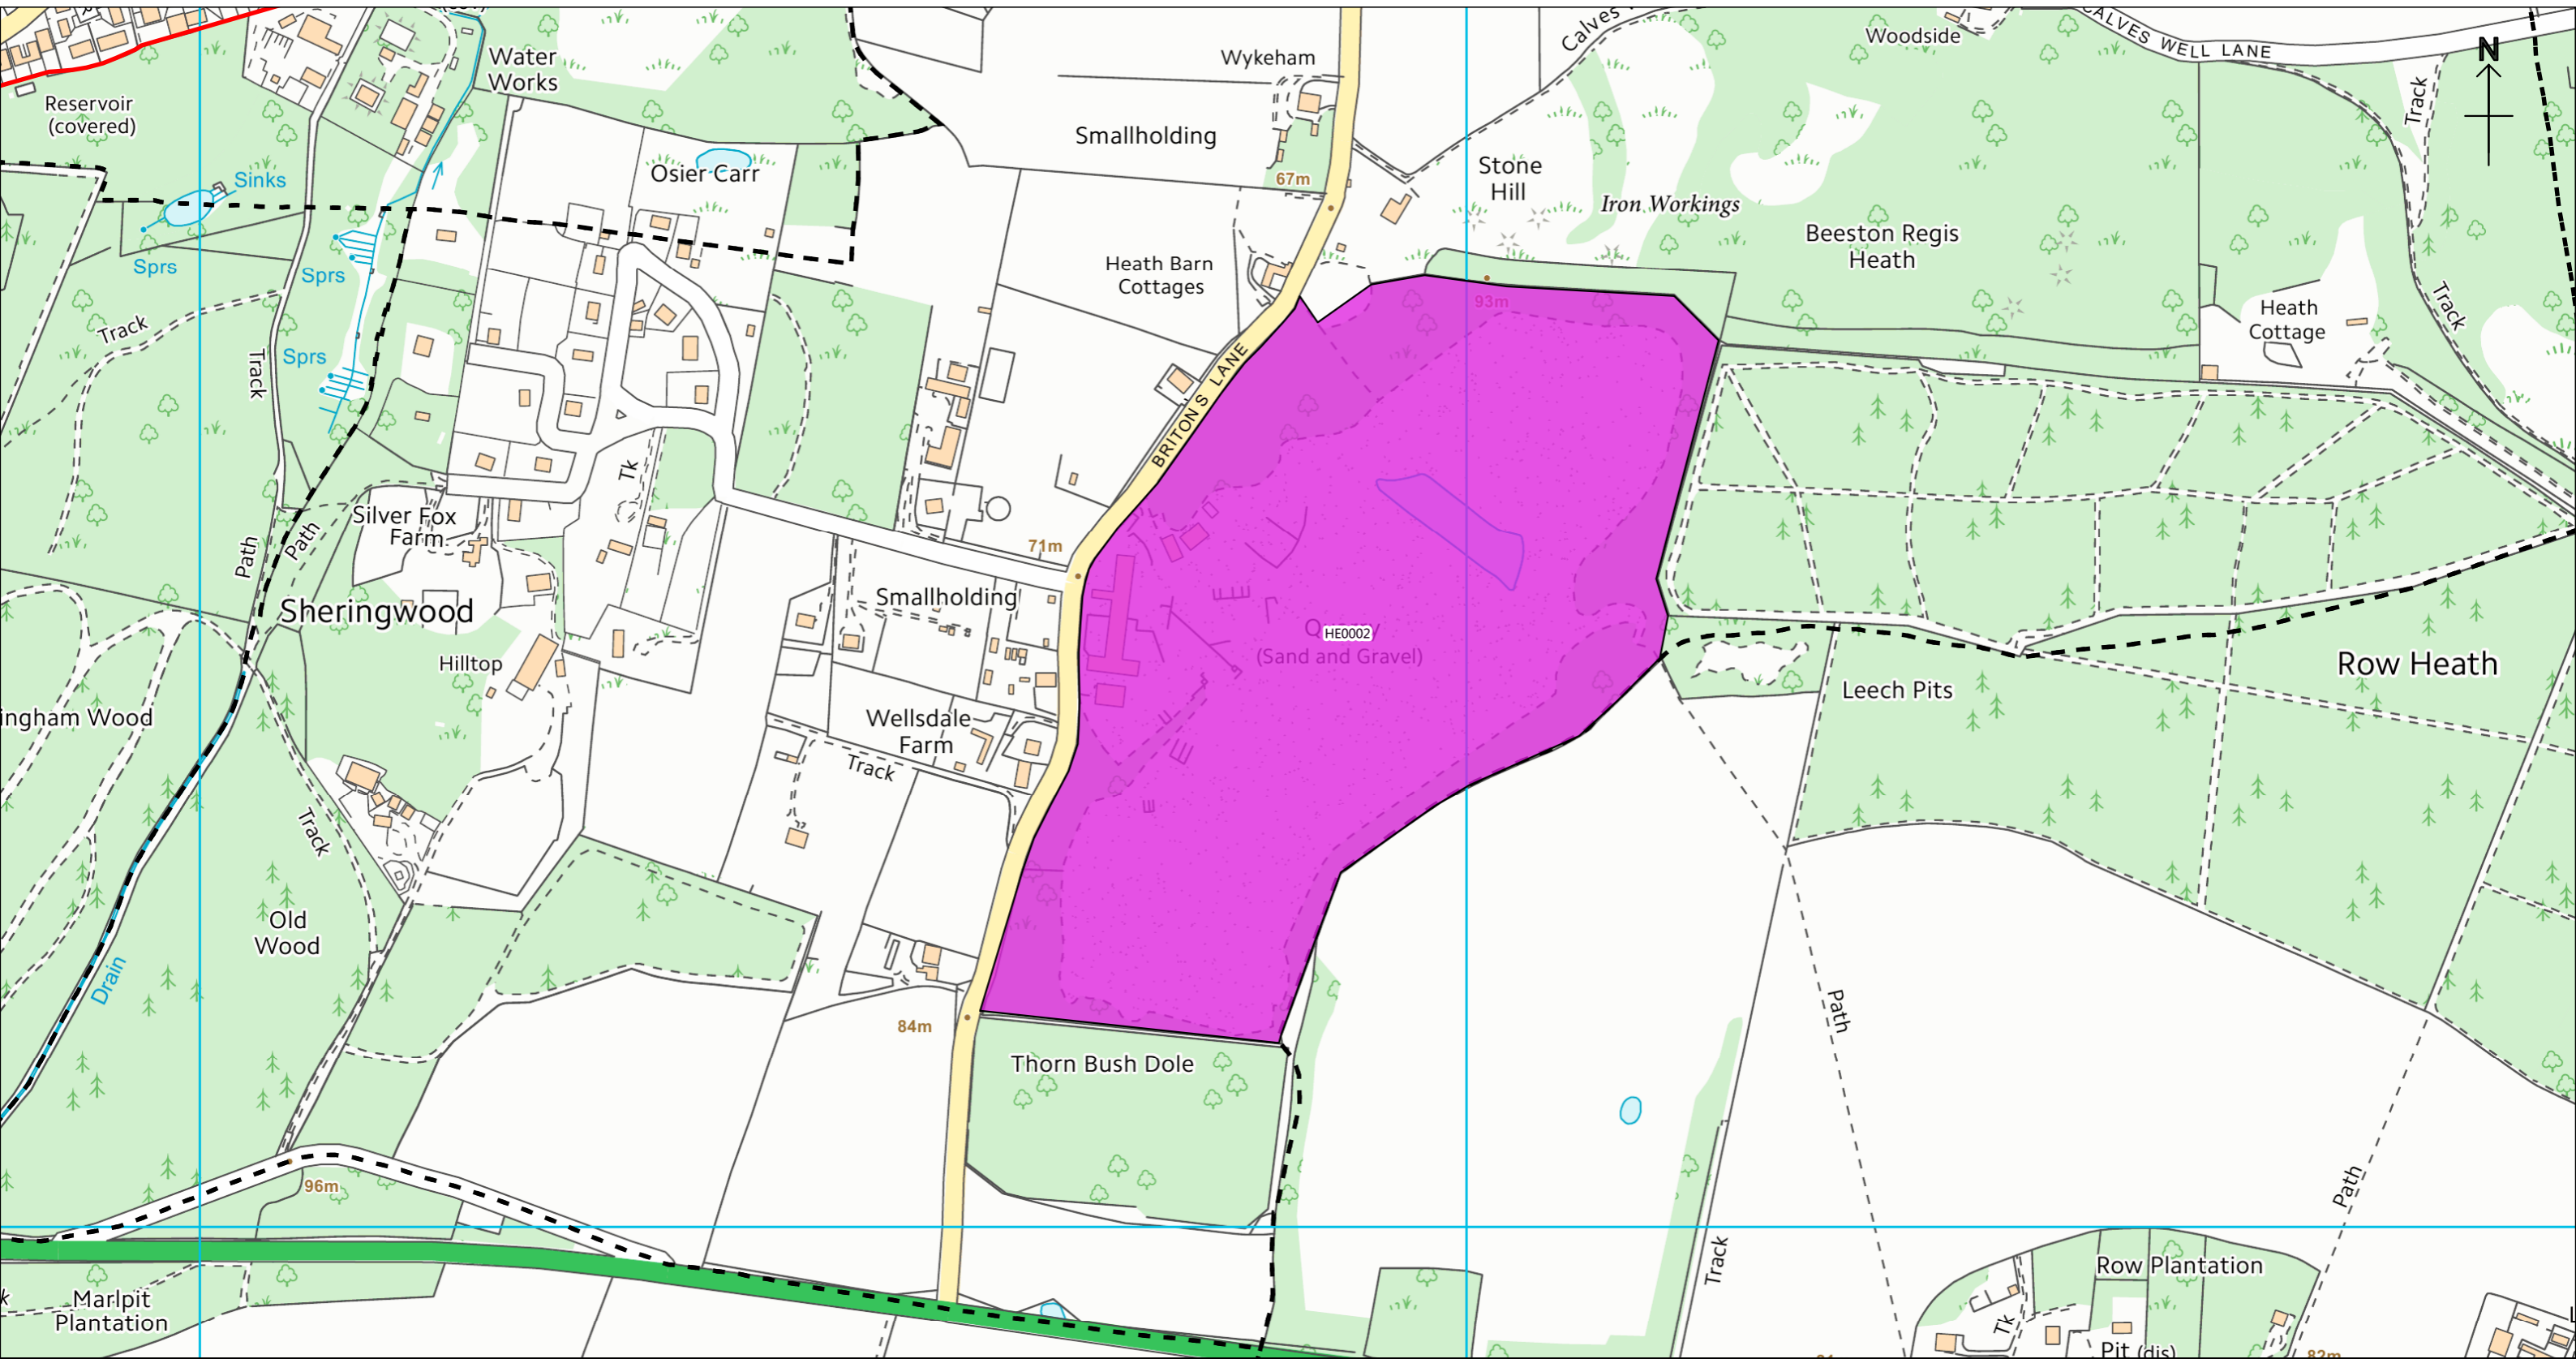 Water
Works
Wykeham
Calves
Woodside
CALVES WELL LANE
N
Reservoir
(covered)
Track
Smallholding
Osier Carr
Sinks
67m
Stone
Hill
Iron Workings
Beeston Regis
Heath
Sprs
Sprs
Heath Barn
Cottages
93m
Heath
Cottage
Track
Track
Track
Sprs
BRITON'S LANE
Tk
Silver Fox
Farm
Path
Path
71m
Smallholding
Sheringwood
HE0002
(Sand and Gravel)
Hilltop
Row Heath
Leech Pits
ingham Wood
Wellsdale
Farm
Track
Track
Old
Wood
Drain
84m
Path
Thorn Bush Dole
96m
Path
Track
Row Plantation
Marlpit
Plantation
Tk
Pit (dis)
82m